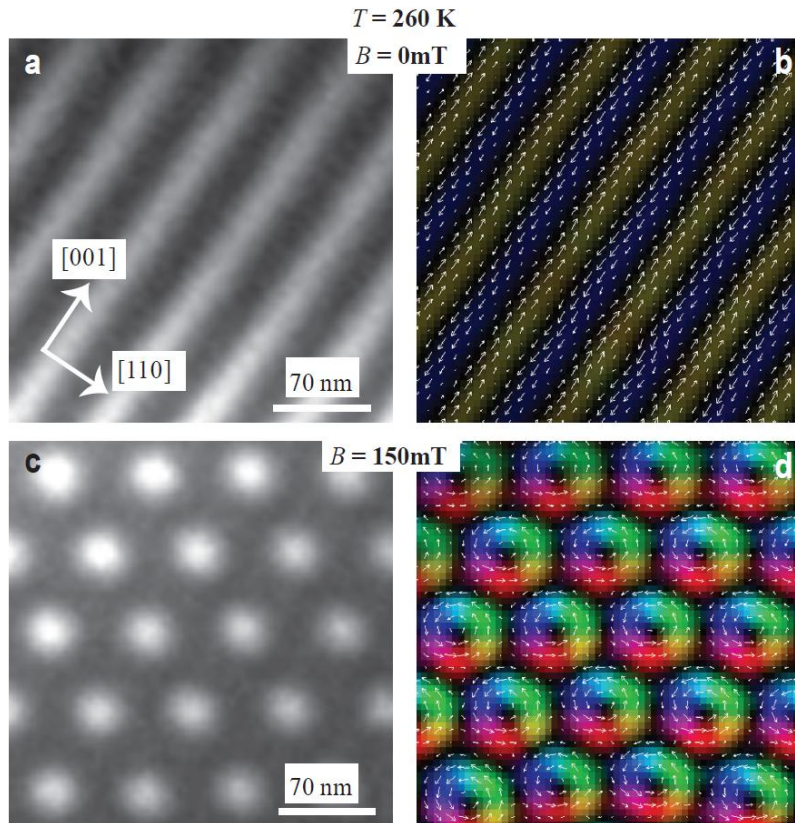 T = 260 K
B = 0mT
a
b
[001]
[110]
70 nm
B = 150mT
c
d
70 nm